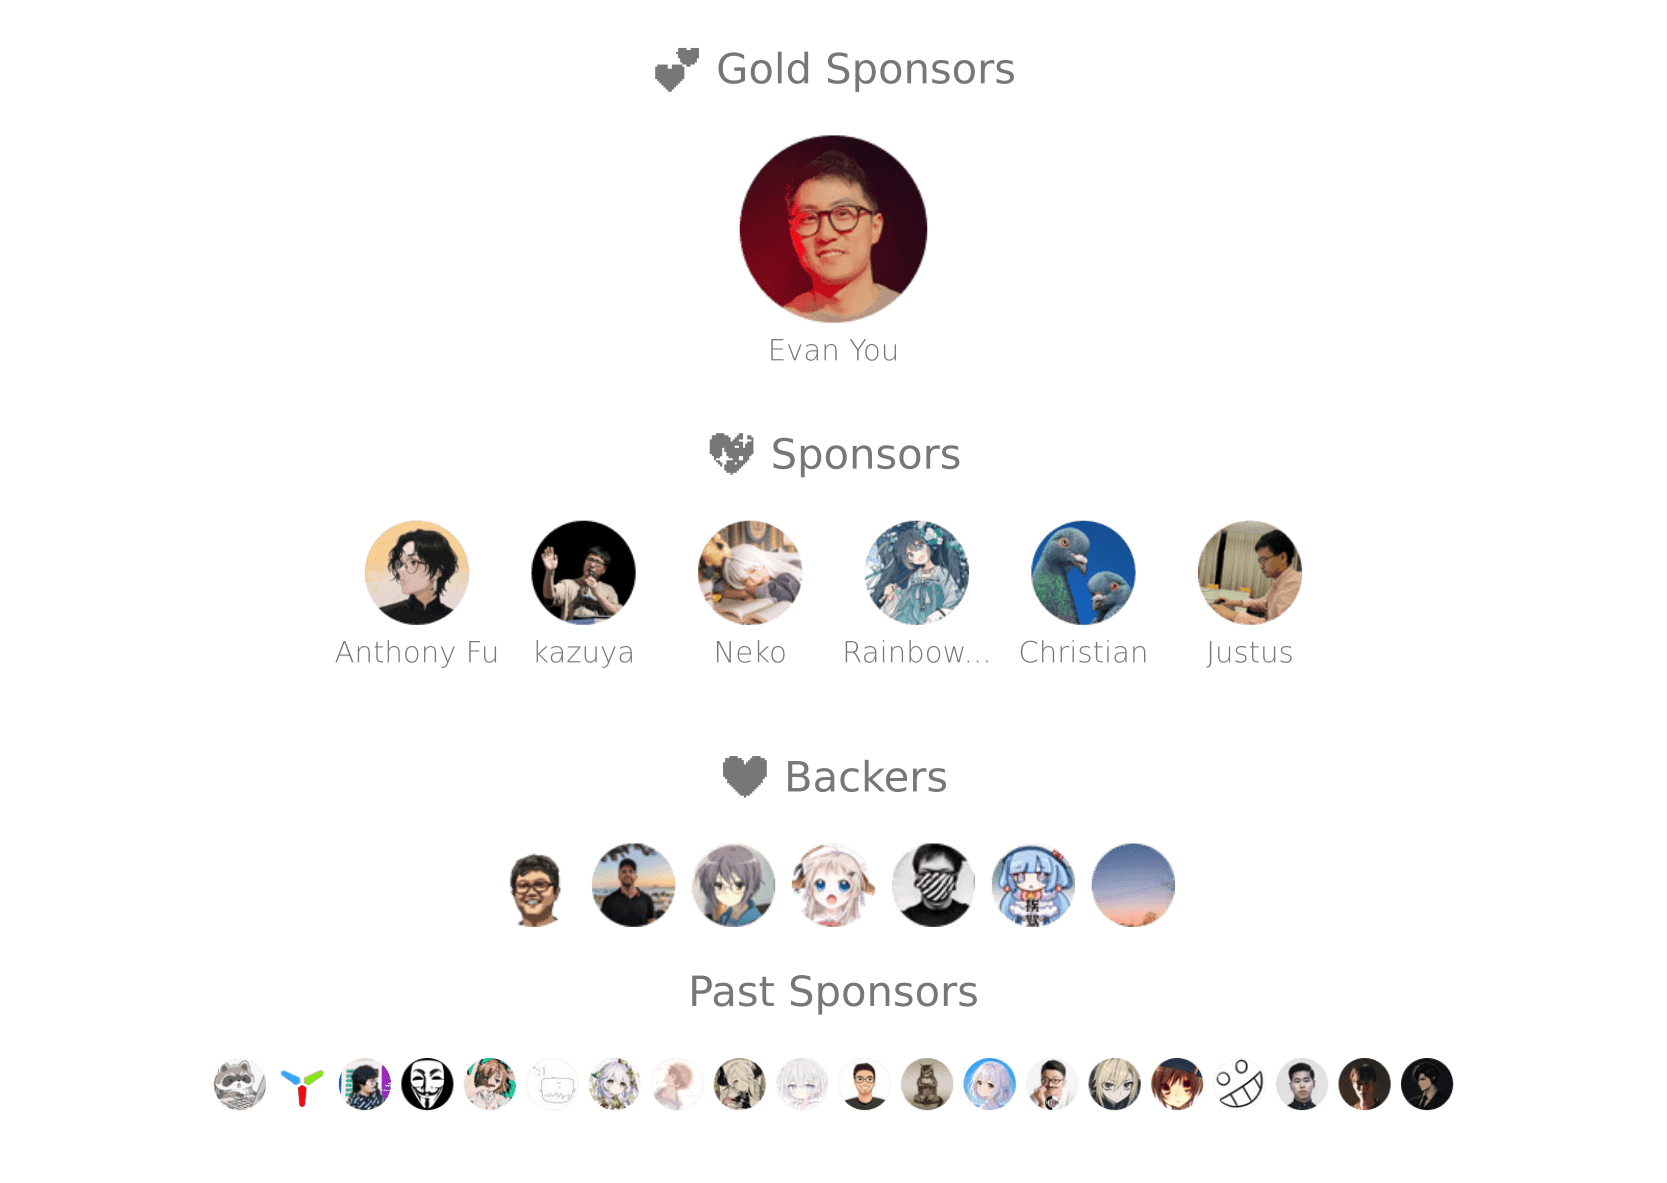 Gold Sponsors
Evan You
Sponsors
Anthony Fu
kazuya
Neko
Rainbow...
Christian
Justus
Backers
Past Sponsors